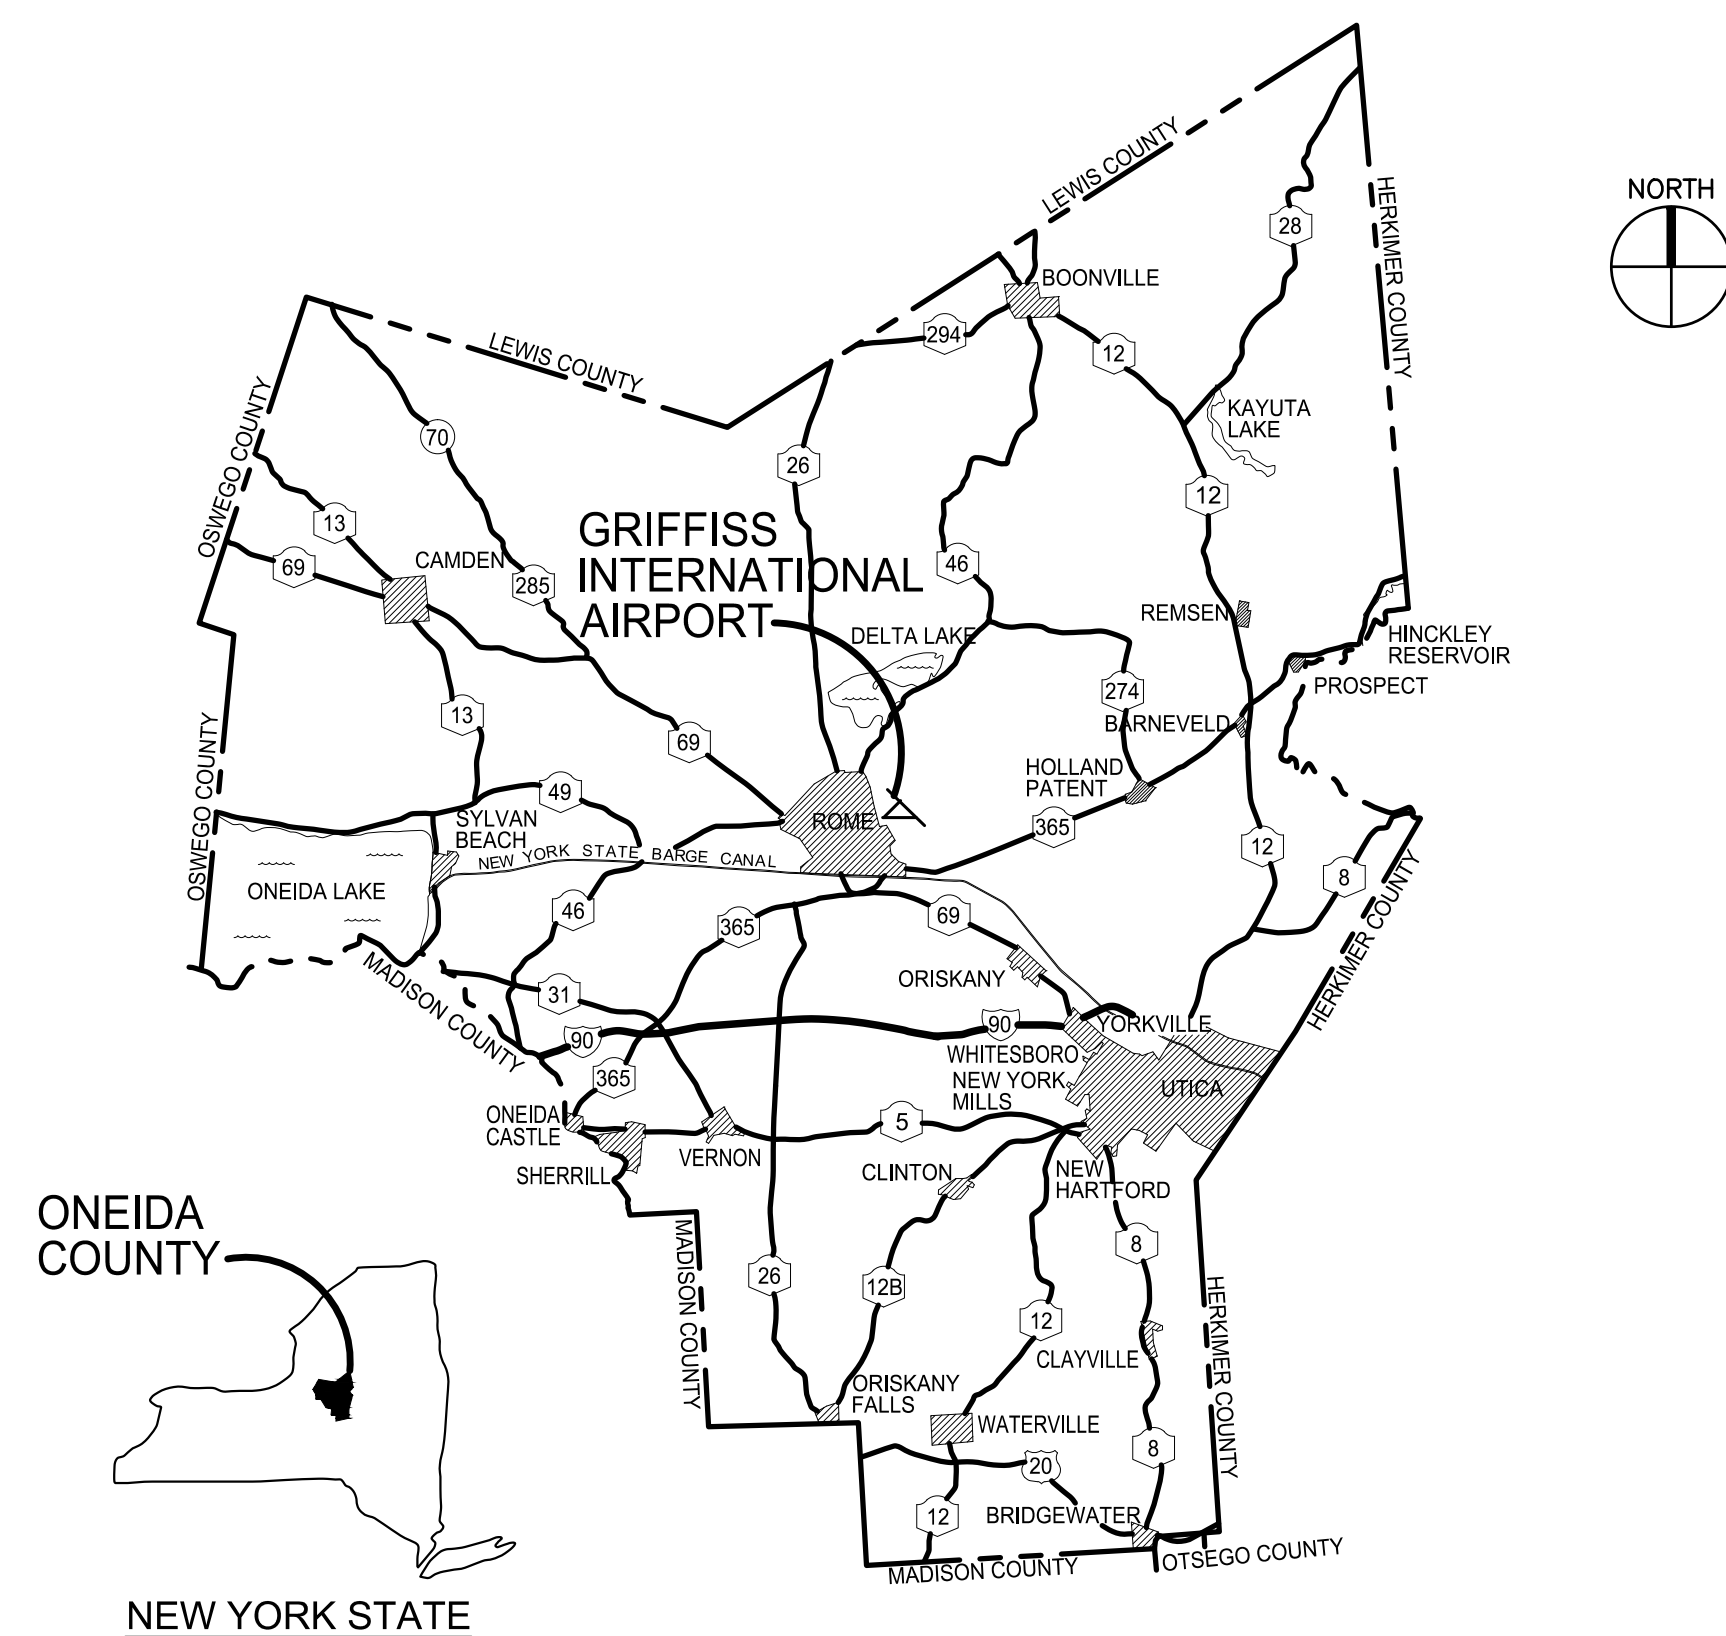 LEWIS COUNTY
HERKIMER COUNTY
NORTH
28
BOONVILLE
294
12
LEWIS COUNTY
OSWEGO COUNTY
70
26
KAYUTA
LAKE
12
13
69
CAMDEN
285
GRIFFISS
INTERNATIONAL
AIRPORT
46
REMSEN
DELTA LAKE
HINCKLEY
RESERVOIR
PROSPECT
274
BARNEVELD
13
69
OSWEGO COUNTY
49
HOLLAND
PATENT
SYLVAN
BEACH
ROME
365
12
NEW YORK STATE BARGE CANAL
8
ONEIDA LAKE
46
365
69
HERKIMER COUNTY
ORISKANY
MADISON COUNTY
31
90
90
YORKVILLE
WHITESBORO
NEW YORK
MILLS
UTICA
365
ONEIDA
CASTLE
5
VERNON
SHERRILL
CLINTON
NEW
HARTFORD
ONEIDA
COUNTY
MADISON COUNTY
26
12B
8
12
HERKIMER COUNTY
CLAYVILLE
ORISKANY
FALLS
WATERVILLE
8
20
12
BRIDGEWATER
MADISON COUNTY
OTSEGO COUNTY
NEW YORK STATE